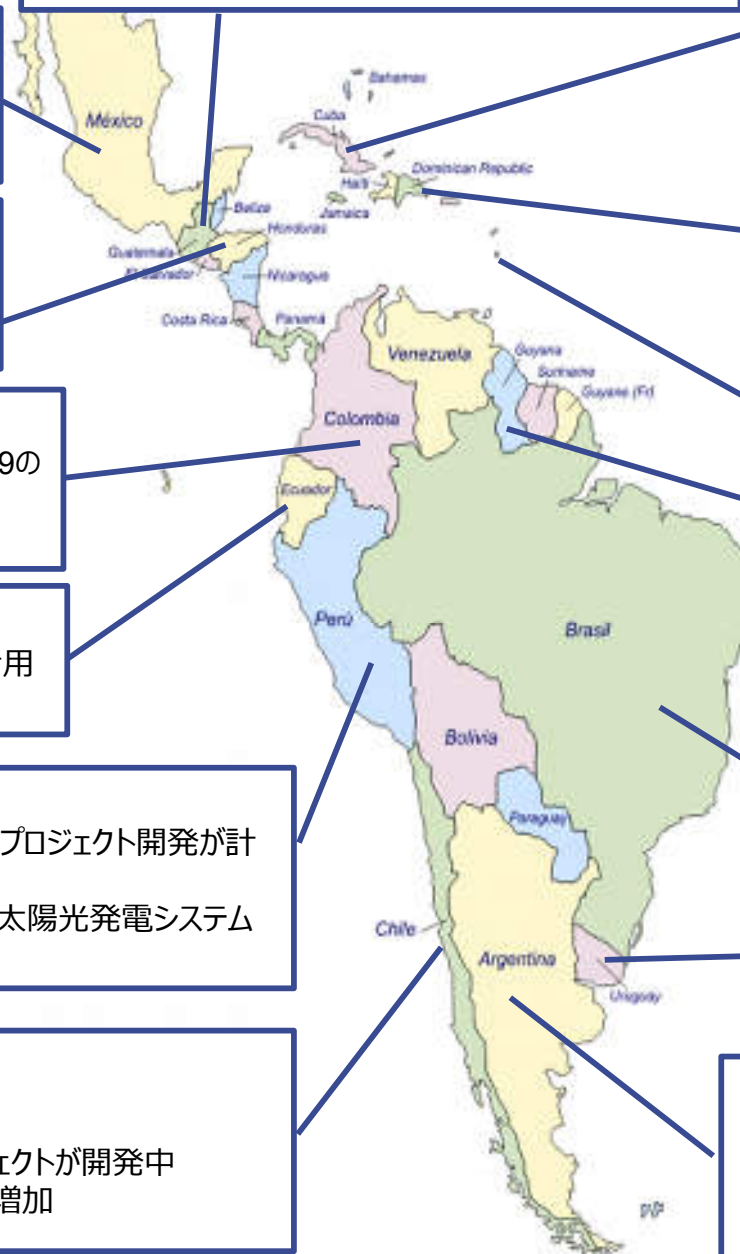 México
Bahamas
Cuba
Dominican Republic
Haïti
Jamaica
Belize
Honduras
Guatemala
El Salvador
Nicaragua
Costa Rica
Panamá
Venezuela
Guyana
Suriname
Guyane (Fr)
Colombia
9の
Ecuador
用
Perú
Brasil
Bolivia
Paraguay
プロジェクト開発が計
太陽光発電システム
Chile
Argentina
Uruguay
ェクトが開発中
増加